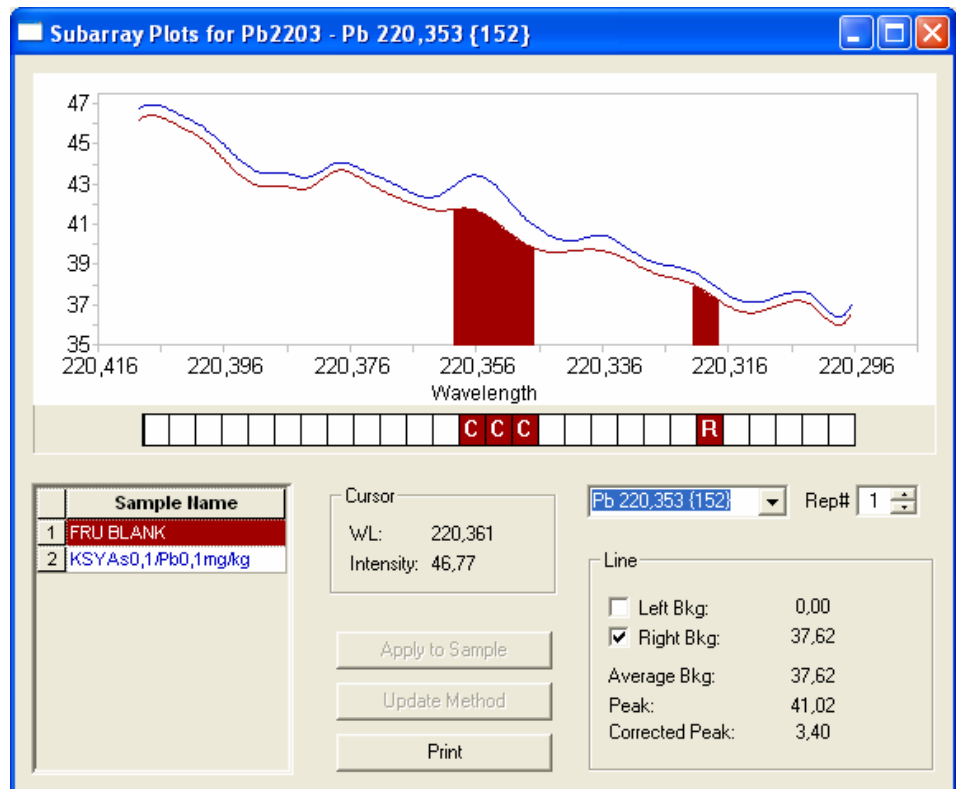 Subarray Plots for Pb2203 - Pb 220,353 {152}
47
45
43
41
39
37
35
220,416 220,396 220,376 220,356 220,336 220,316 220,296
Wavelength
C C C R
Sample Name
1 FRU BLANK
2 KSYAs0,1/Pb0,1mg/kg
Cursor
WL: 220,361
Intensity: 46,77
Apply to Sample
Update Method
Print
Pb 220,353 {152} Rep# 1
Line
Left Bkg: 0,00
Right Bkg: 37,62
Average Bkg: 37,62
Peak: 41,02
Corrected Peak: 3,40